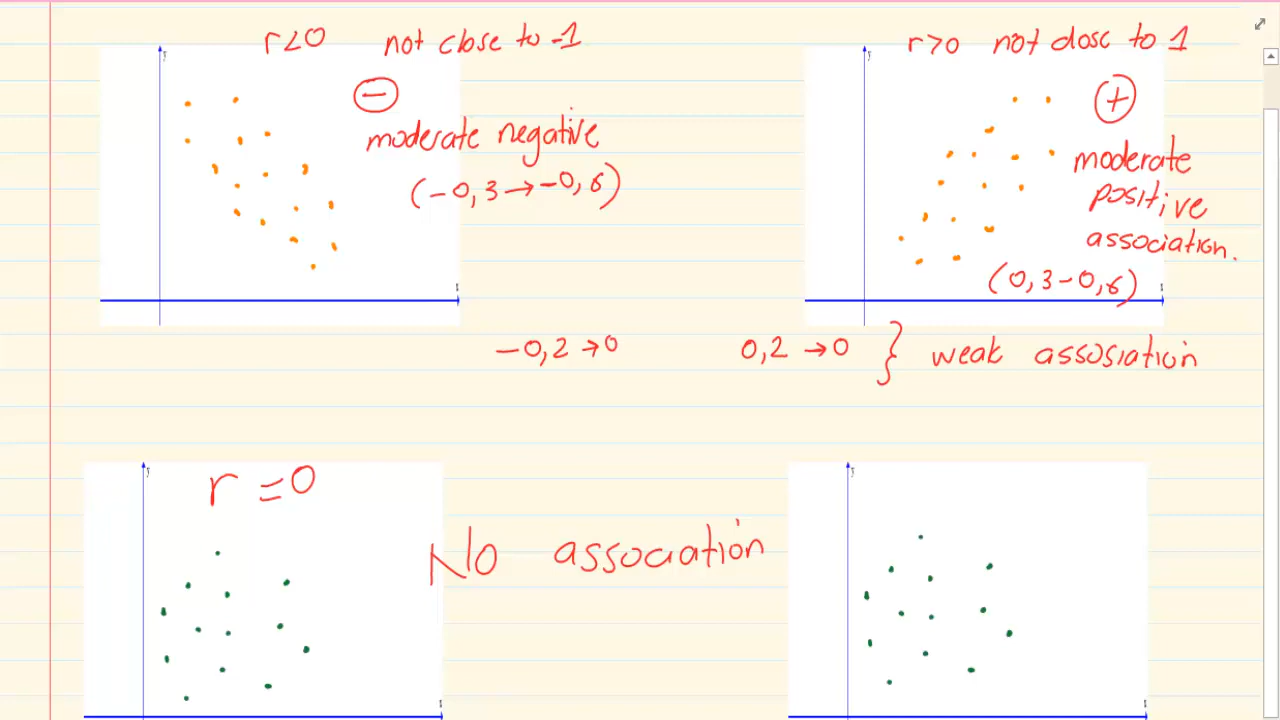 r<0 not close to -1
r>0 not close to 1
y
y
−
+
moderate negative
(-0,3→-0,6)
moderate
positive
association.
(0,3-0,6)
-0,2→0
0,2→0 } weak assosiation
y
y
r=0
No association